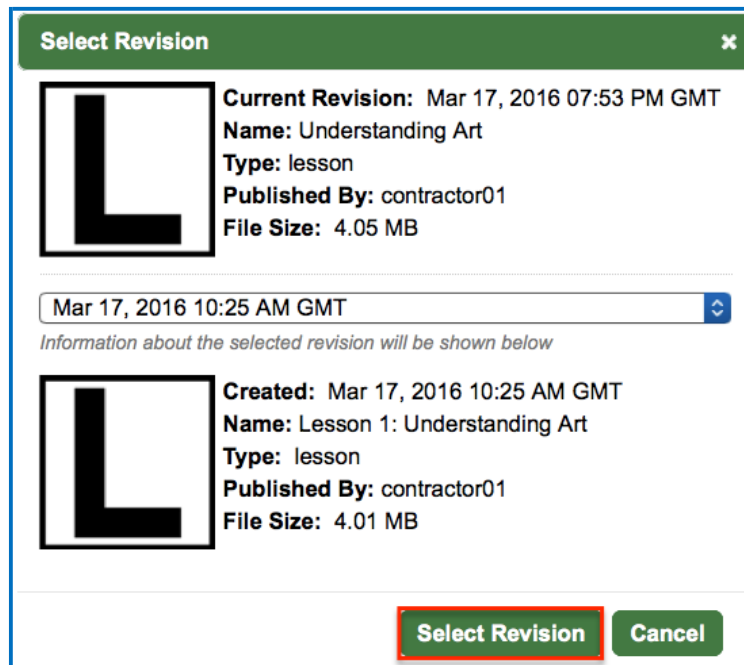 Select Revision ×
L
Current Revision: Mar 17, 2016 07:53 PM GMT
Name: Understanding Art
Type: lesson
Published By: contractor01
File Size: 4.05 MB
Mar 17, 2016 10:25 AM GMT
Information about the selected revision will be shown below
L
Created: Mar 17, 2016 10:25 AM GMT
Name: Lesson 1: Understanding Art
Type: lesson
Published By: contractor01
File Size: 4.01 MB
Select Revision Cancel